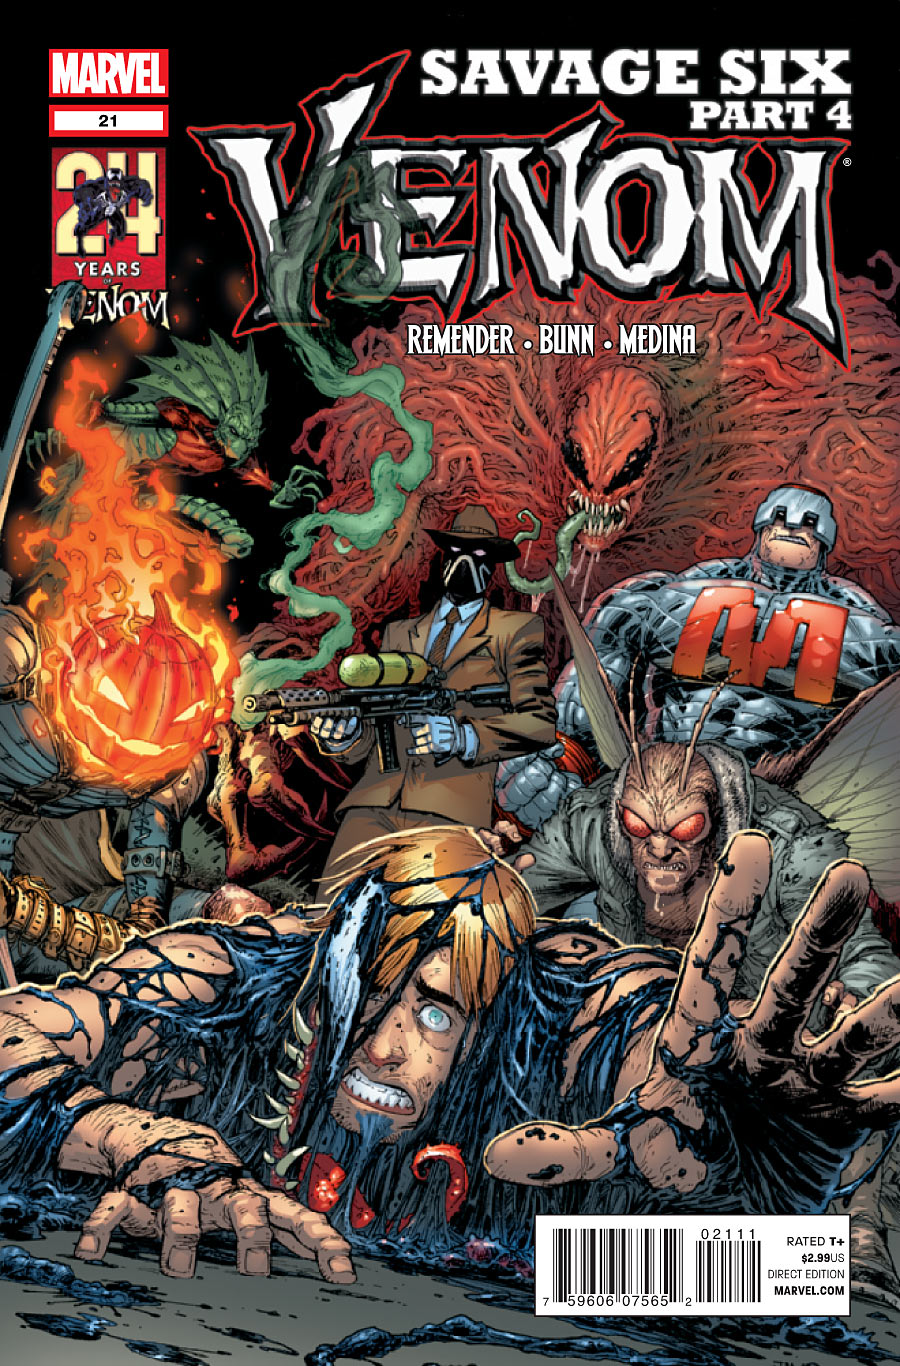 MARVEL
21
24
YEARS
OF
VENOM
SAVAGE SIX
PART 4
VENOM®
REMENDER • BUNN • MEDINA
02111
7 59606 07565 2
RATED T+
$2.99US
DIRECT EDITION
MARVEL.COM